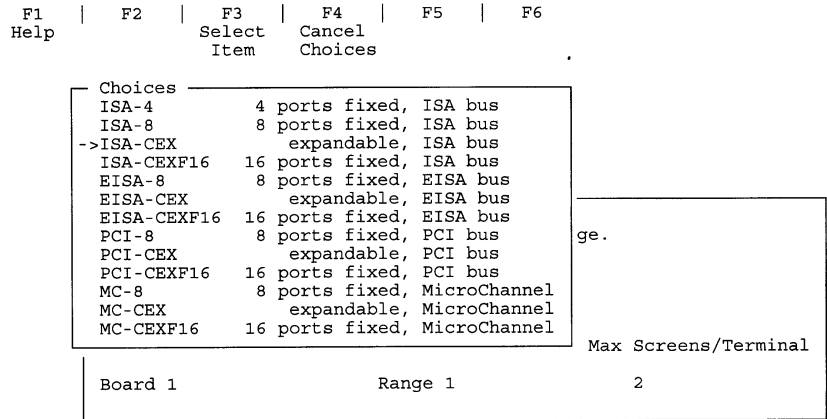 F1 | F2 | F3 | F4 | F5 | F6
Help Select Cancel
Item Choices
Choices
ISA-4 4 ports fixed, ISA bus
ISA-8 8 ports fixed, ISA bus
->ISA-CEX expandable, ISA bus
ISA-CEXF16 16 ports fixed, ISA bus
EISA-8 8 ports fixed, EISA bus
EISA-CEX expandable, EISA bus
EISA-CEXF16 16 ports fixed, EISA bus
PCI-8 8 ports fixed, PCI bus ge.
PCI-CEX expandable, PCI bus
PCI-CEXF16 16 ports fixed, PCI bus
MC-8 8 ports fixed, MicroChannel
MC-CEX expandable, MicroChannel
MC-CEXF16 16 ports fixed, MicroChannel
Max Screens/Terminal
Board 1 Range 1 2